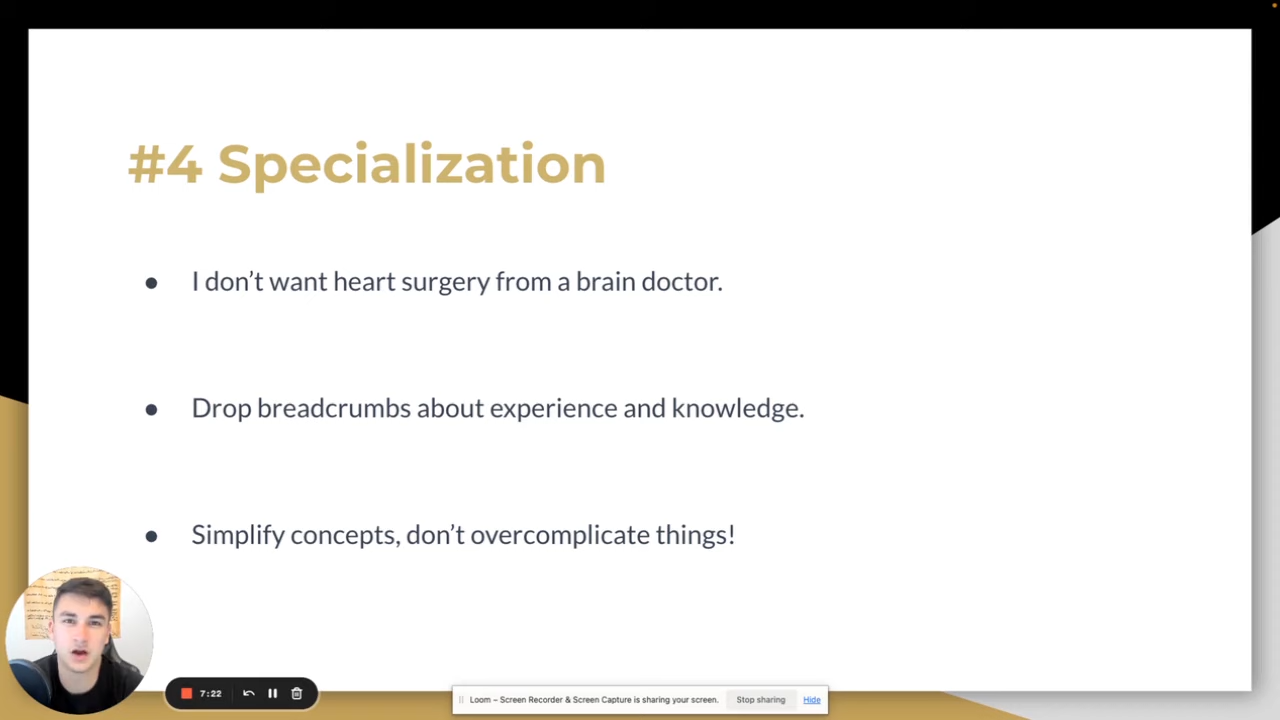 #4 Specialization
● I don’t want heart surgery from a brain doctor.
● Drop breadcrumbs about experience and knowledge.
● Simplify concepts, don’t overcomplicate things!
7:22
Loom – Screen Recorder & Screen Capture is sharing your screen.
Stop sharing
Hide